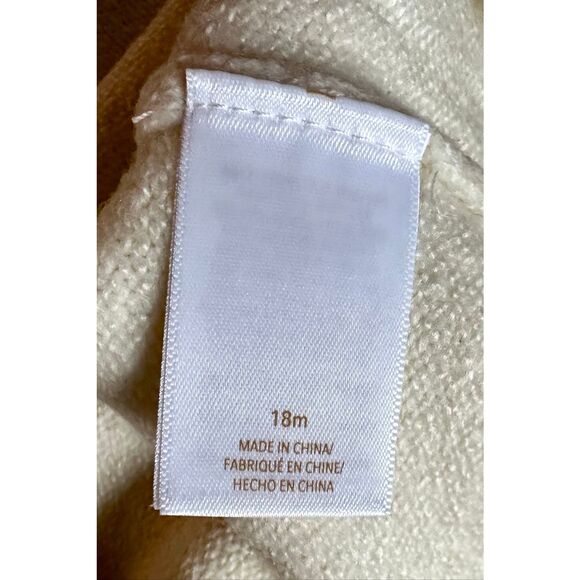 18m
MADE IN CHINA/
FABRIQUÉ EN CHINE/
HECHO EN CHINA